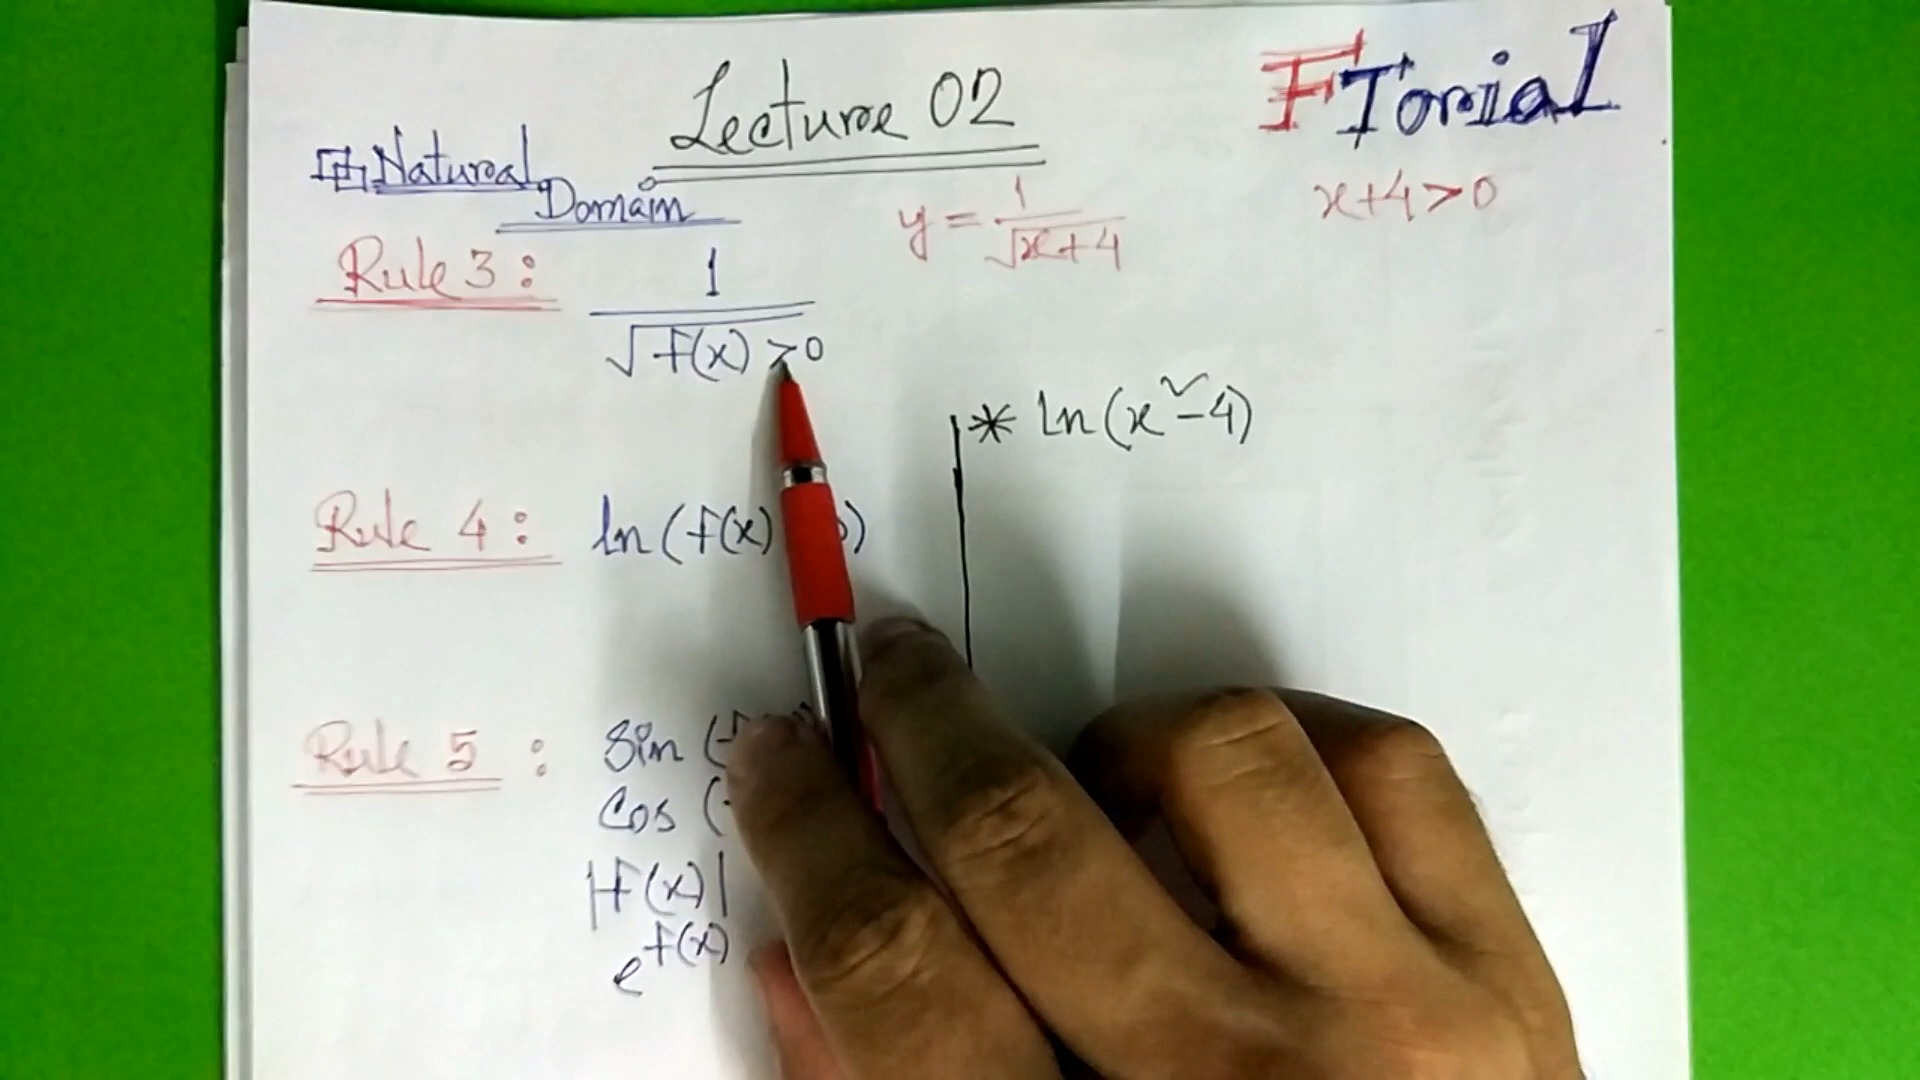 Lecture 02
FTorial
Natural Domain
y = 1/√x+4
x+4>0
Rule 3 :
1/√f(x) >0
* ln(x²-4)
Rule 4 :
ln(f(x)
Rule 5 :
Sin (
Cos (
|f(x)|
e^f(x)